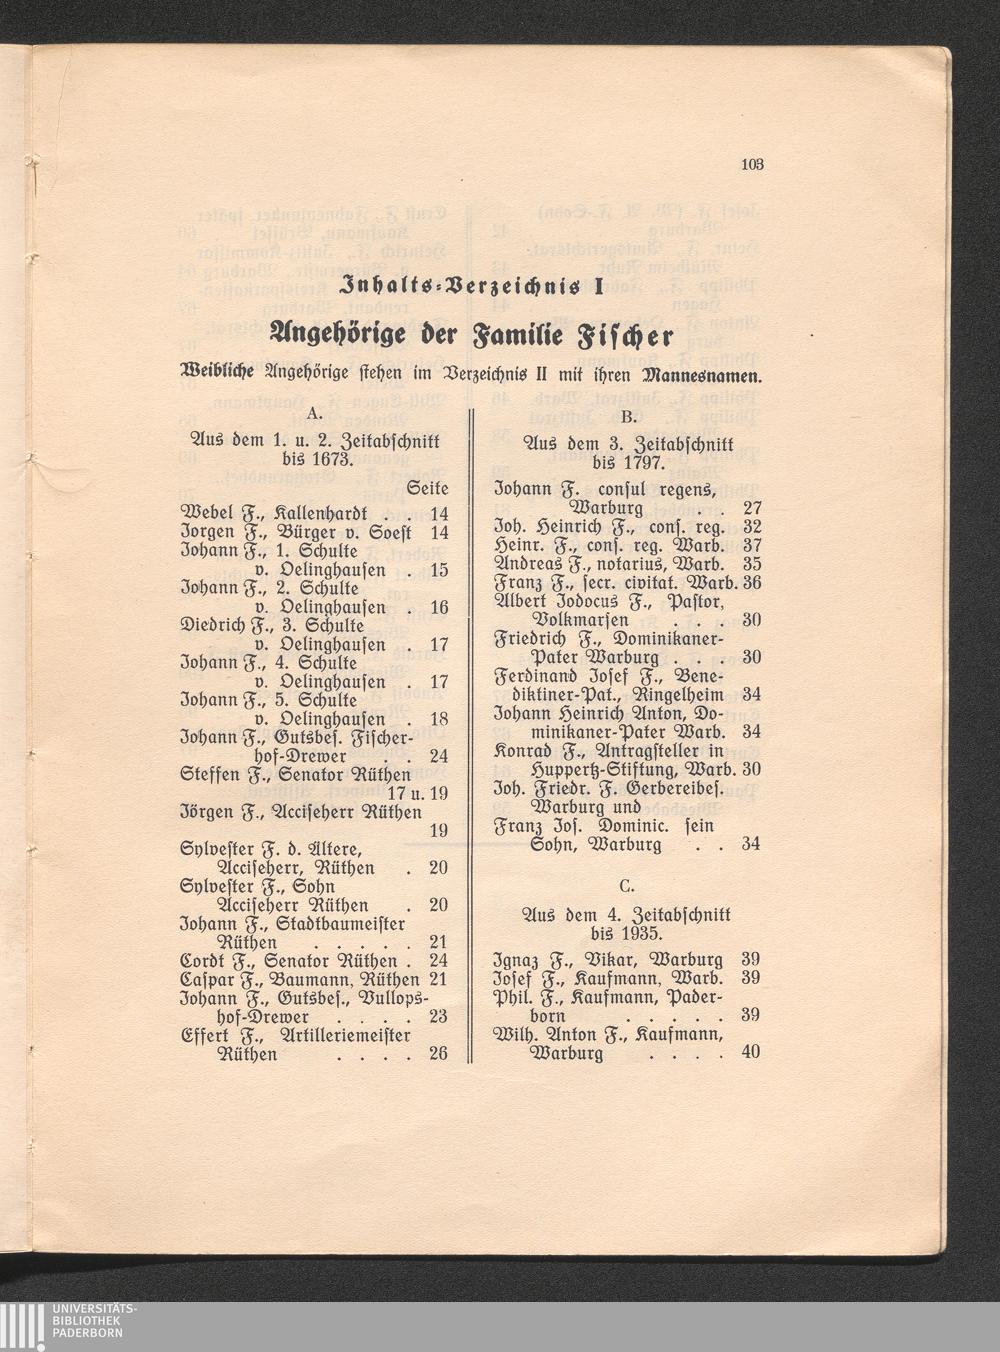 103
Inhalts-Verzeichnis I
Angehörige der Familie Fischer
Weibliche Angehörige stehen im Verzeichnis II mit ihren Mannesnamen.
A.
Aus dem 1. u. 2. Zeitabschnitt
bis 1673.
Seite
Webel F., Kallenhardt . 14
Jorgen F., Bürger v. Soest 14
Johann F., 1. Schulte
v. Oelinghausen . 15
Johann F., 2. Schulte
v. Oelinghausen . 16
Diedrich F., 3. Schulte
v. Oelinghausen . 17
Johann F., 4. Schulte
v. Oelinghausen . 17
Johann F., 5. Schulte
v. Oelinghausen . 18
Johann F., Gutsbes. Fischer-
hof-Drewer . . 24
Steffen F., Senator Rüthen
17 u. 19
Jörgen F., Acciseherr Rüthen
19
Sylvester F. d. Ältere,
Acciseherr, Rüthen . 20
Sylvester F., Sohn
Acciseherr Rüthen . 20
Johann F., Stadtbaumeister
Rüthen . . . . . 21
Cordt F., Senator Rüthen . 24
Caspar F., Baumann, Rüthen 21
Johann F., Gutsbes., Vullops-
hof-Drewer . . . . 23
Effert F., Artilleriemeister
Rüthen . . . . 26
B.
Aus dem 3. Zeitabschnitt
bis 1797.
Johann F. consul regens,
Warburg . . . 27
Joh. Heinrich F., cons. reg. 32
Heinr. F., cons. reg. Warb. 37
Andreas F., notarius, Warb. 35
Franz F., secr. civitat. Warb. 36
Albert Jodocus F., Pastor,
Volkmarsen . . . 30
Friedrich F., Dominikaner-
Pater Warburg . . . 30
Ferdinand Josef F., Bene-
diktiner-Pat., Ringelheim 34
Johann Heinrich Anton, Do-
minikaner-Pater Warb. 34
Konrad F., Antragsteller in
Huppertz-Stiftung, Warb. 30
Joh. Friedr. F. Gerbereibes.
Warburg und
Franz Jos. Dominic. sein
Sohn, Warburg . . 34
C.
Aus dem 4. Zeitabschnitt
bis 1935.
Ignaz F., Vikar, Warburg 39
Josef F., Kaufmann, Warb. 39
Phil. F., Kaufmann, Pader-
born . . . . . 39
Wilh. Anton F., Kaufmann,
Warburg . . . . 40
UNIVERSITÄTS-
BIBLIOTHEK
PADERBORN